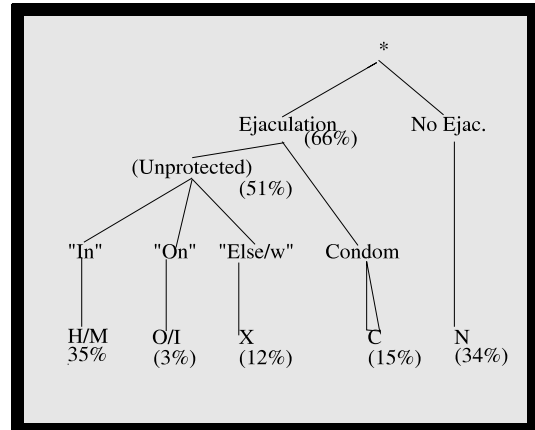 *
Ejaculation No Ejac.
(66%)
(Unprotected)
(51%)
"In" "On" "Else/w" Condom
H/M O/I X C N
35% (3%) (12%) (15%) (34%)